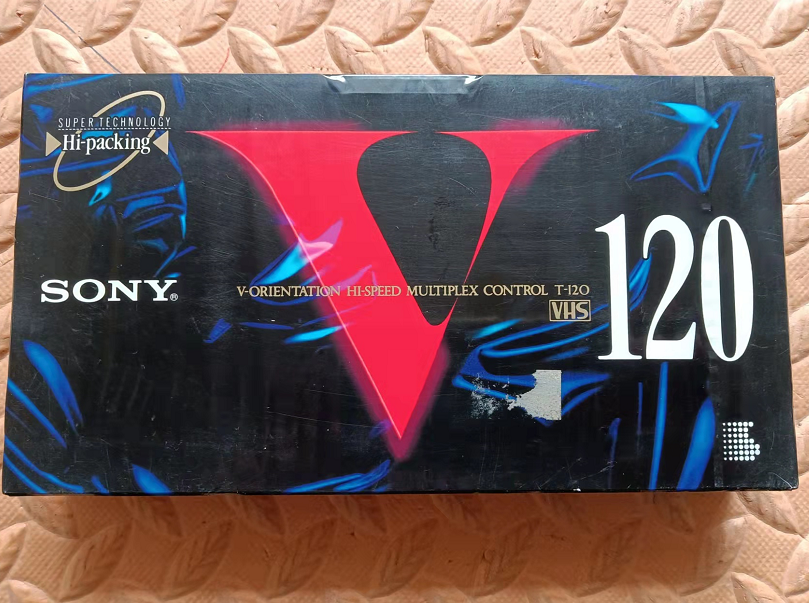 SUPER TECHNOLOGY
Hi-packing
V
SONY®
V-ORIENTATION HI-SPEED MULTIPLEX CONTROL T-120
VHS
120